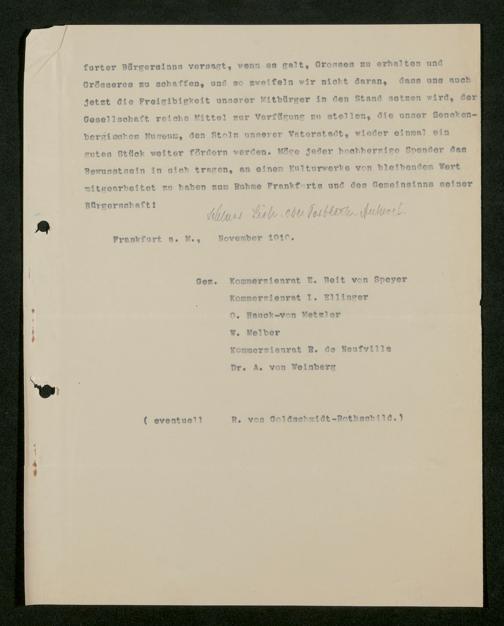 furter Bürgersinns versagt, wenn es galt, Grosses zu erhalten und
Grösseres zu schaffen, und so zweifeln wir nicht daran, dass uns auch
jetzt die Freigibigkeit unserer Mitbürger in den Stand setzen wird, der
Gesellschaft reiche Mittel zur Verfügung zu stellen, die unser Sencken-
bergisches Museum, den Stolz unserer Vaterstadt, wieder einmal ein
gutes Stück weiter fördern werden. Möge jeder hochherzige Spender das
Bewusstsein in sich tragen, an einem Kulturwerke von bleibendem Wert
mitgearbeitet zu haben zum Ruhme Frankfurts und des Gemeinsinns seiner
Bürgerschaft!
Frankfurt a. M., November 1910.
Gez. Kommerzienrat E. Beit von Speyer
Kommerzienrat L. Ellinger
O. Hauck-von Metzler
W. Melber
Kommerzienrat R. de Neufville
Dr. A. von Weinberg
( eventuell R. von Goldschmidt-Rothschild.)